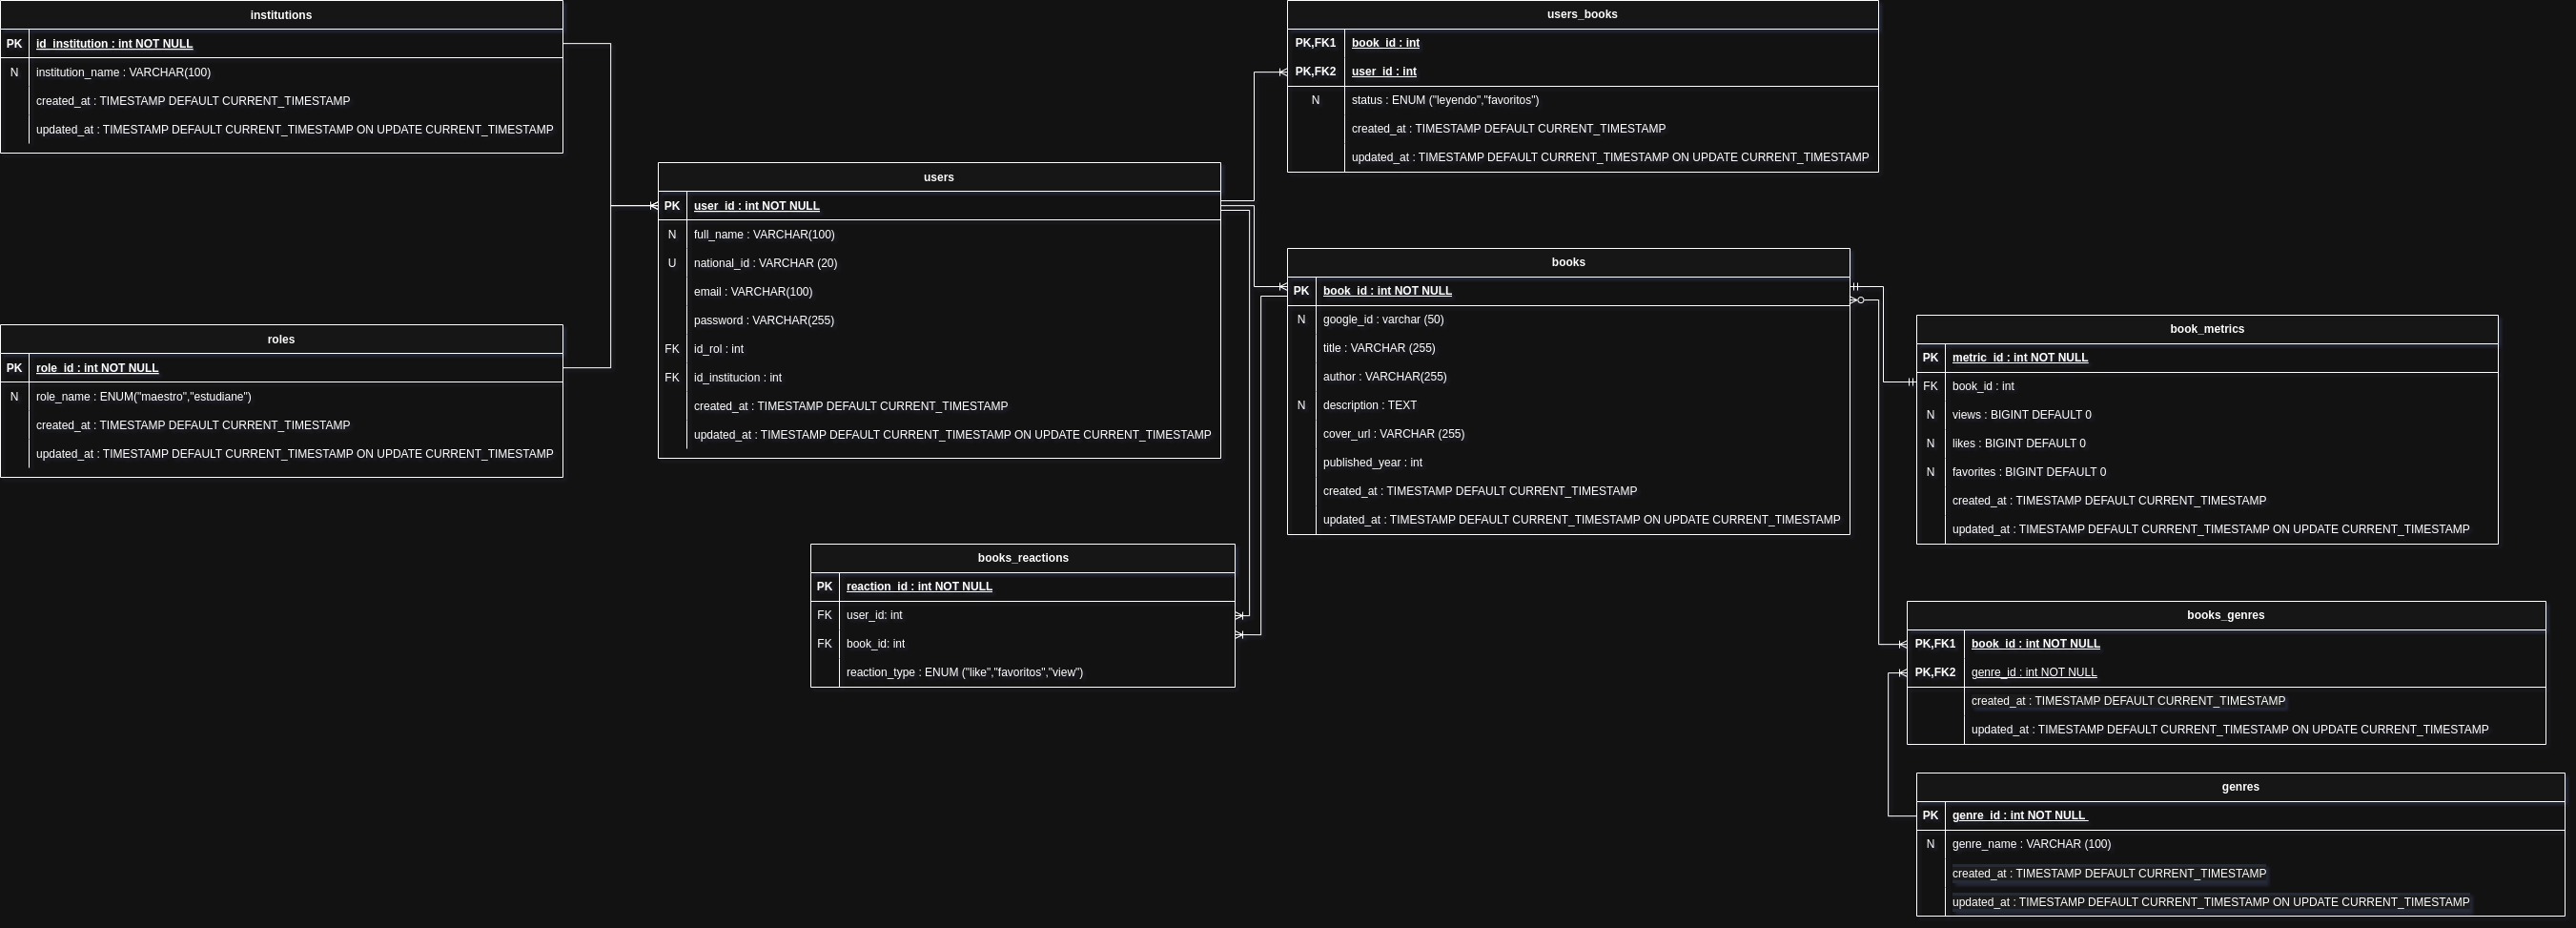 institutions
PK id_institution : int NOT NULL
N institution_name : VARCHAR(100)
created_at : TIMESTAMP DEFAULT CURRENT_TIMESTAMP
updated_at : TIMESTAMP DEFAULT CURRENT_TIMESTAMP ON UPDATE CURRENT_TIMESTAMP
roles
PK role_id : int NOT NULL
N role_name : ENUM("maestro","estudiane")
created_at : TIMESTAMP DEFAULT CURRENT_TIMESTAMP
updated_at : TIMESTAMP DEFAULT CURRENT_TIMESTAMP ON UPDATE CURRENT_TIMESTAMP
users
PK user_id : int NOT NULL
N full_name : VARCHAR(100)
U national_id : VARCHAR (20)
email : VARCHAR(100)
password : VARCHAR(255)
FK id_rol : int
FK id_institucion : int
created_at : TIMESTAMP DEFAULT CURRENT_TIMESTAMP
updated_at : TIMESTAMP DEFAULT CURRENT_TIMESTAMP ON UPDATE CURRENT_TIMESTAMP
books_reactions
PK reaction_id : int NOT NULL
FK user_id: int
FK book_id: int
reaction_type : ENUM ("like","favoritos","view")
users_books
PK,FK1 book_id : int
PK,FK2 user_id : int
N status : ENUM ("leyendo","favoritos")
created_at : TIMESTAMP DEFAULT CURRENT_TIMESTAMP
updated_at : TIMESTAMP DEFAULT CURRENT_TIMESTAMP ON UPDATE CURRENT_TIMESTAMP
books
PK book_id : int NOT NULL
N google_id : varchar (50)
title : VARCHAR (255)
author : VARCHAR(255)
N description : TEXT
cover_url : VARCHAR (255)
published_year : int
created_at : TIMESTAMP DEFAULT CURRENT_TIMESTAMP
updated_at : TIMESTAMP DEFAULT CURRENT_TIMESTAMP ON UPDATE CURRENT_TIMESTAMP
book_metrics
PK metric_id : int NOT NULL
FK book_id : int
N views : BIGINT DEFAULT 0
N likes : BIGINT DEFAULT 0
N favorites : BIGINT DEFAULT 0
created_at : TIMESTAMP DEFAULT CURRENT_TIMESTAMP
updated_at : TIMESTAMP DEFAULT CURRENT_TIMESTAMP ON UPDATE CURRENT_TIMESTAMP
books_genres
PK,FK1 book_id : int NOT NULL
PK,FK2 genre_id : int NOT NULL
created_at : TIMESTAMP DEFAULT CURRENT_TIMESTAMP
updated_at : TIMESTAMP DEFAULT CURRENT_TIMESTAMP ON UPDATE CURRENT_TIMESTAMP
genres
PK genre_id : int NOT NULL
N genre_name : VARCHAR (100)
created_at : TIMESTAMP DEFAULT CURRENT_TIMESTAMP
updated_at : TIMESTAMP DEFAULT CURRENT_TIMESTAMP ON UPDATE CURRENT_TIMESTAMP